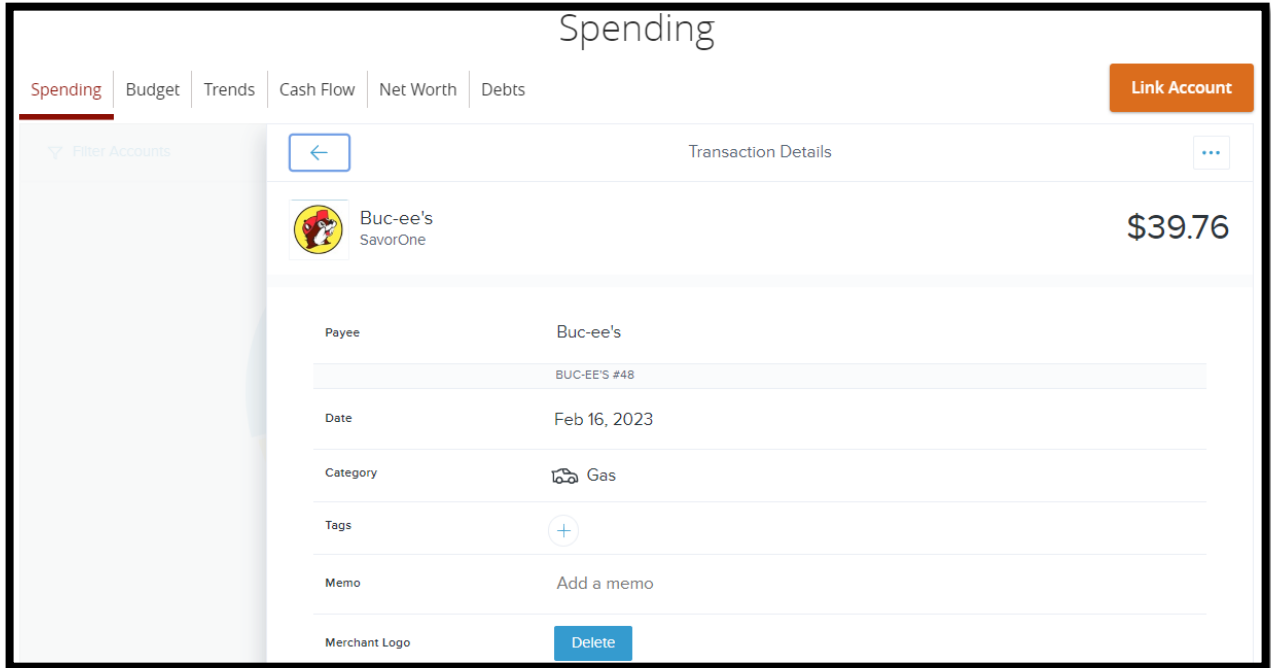 Spending
Spending Budget Trends Cash Flow Net Worth Debts Link Account
Filter Accounts
Transaction Details
Buc-ee's
SavorOne
$39.76
Payee Buc-ee's
BUC-EE'S #48
Date Feb 16, 2023
Category Gas
Tags
Memo Add a memo
Merchant Logo Delete